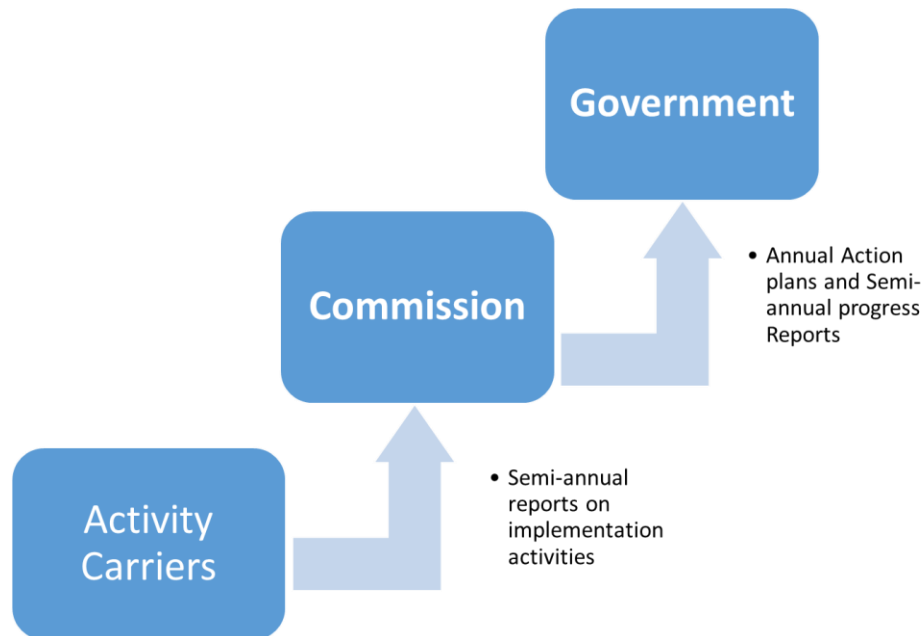 Government
• Annual Action
plans and Semi-
annual progress
Reports
Commission
• Semi-annual
reports on
implementation
activities
Activity
Carriers